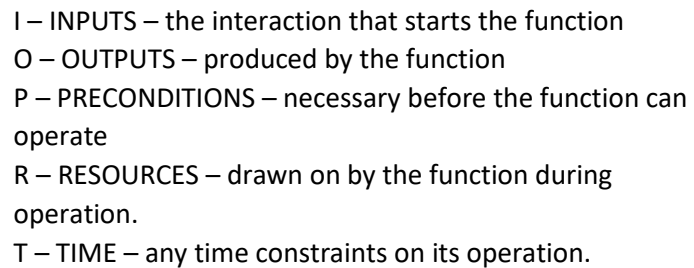 I – INPUTS – the interaction that starts the function
O – OUTPUTS – produced by the function
P – PRECONDITIONS – necessary before the function can
operate
R – RESOURCES – drawn on by the function during
operation.
T – TIME – any time constraints on its operation.